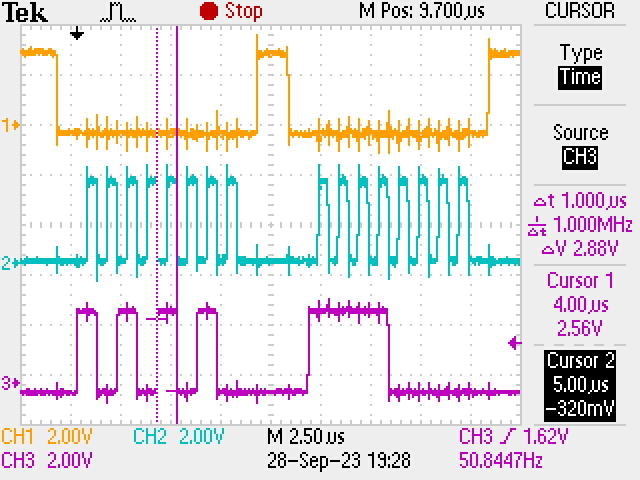 Tek Stop M Pos: 9.700µs CURSOR
Type
Time
Source
CH3
Δt 1.000µs
1/Δt 1.000MHz
ΔV 2.88V
Cursor 1
4.00µs
2.56V
Cursor 2
5.00µs
-320mV
1
2
3
CH1 2.00V CH2 2.00V M 2.50µs CH3 1.62V
CH3 2.00V 28-Sep-23 19:28 50.8447Hz